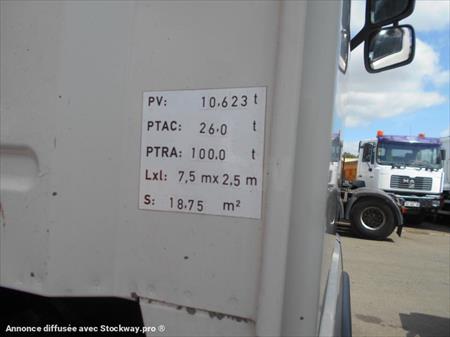 PV: 10.623 t
PTAC: 26.0 t
PTRA: 100.0 t
Lxl: 7,5 m x 2,5 m
S: 18.75 m²
MAN
Annonce diffusée avec Stockway.pro ®